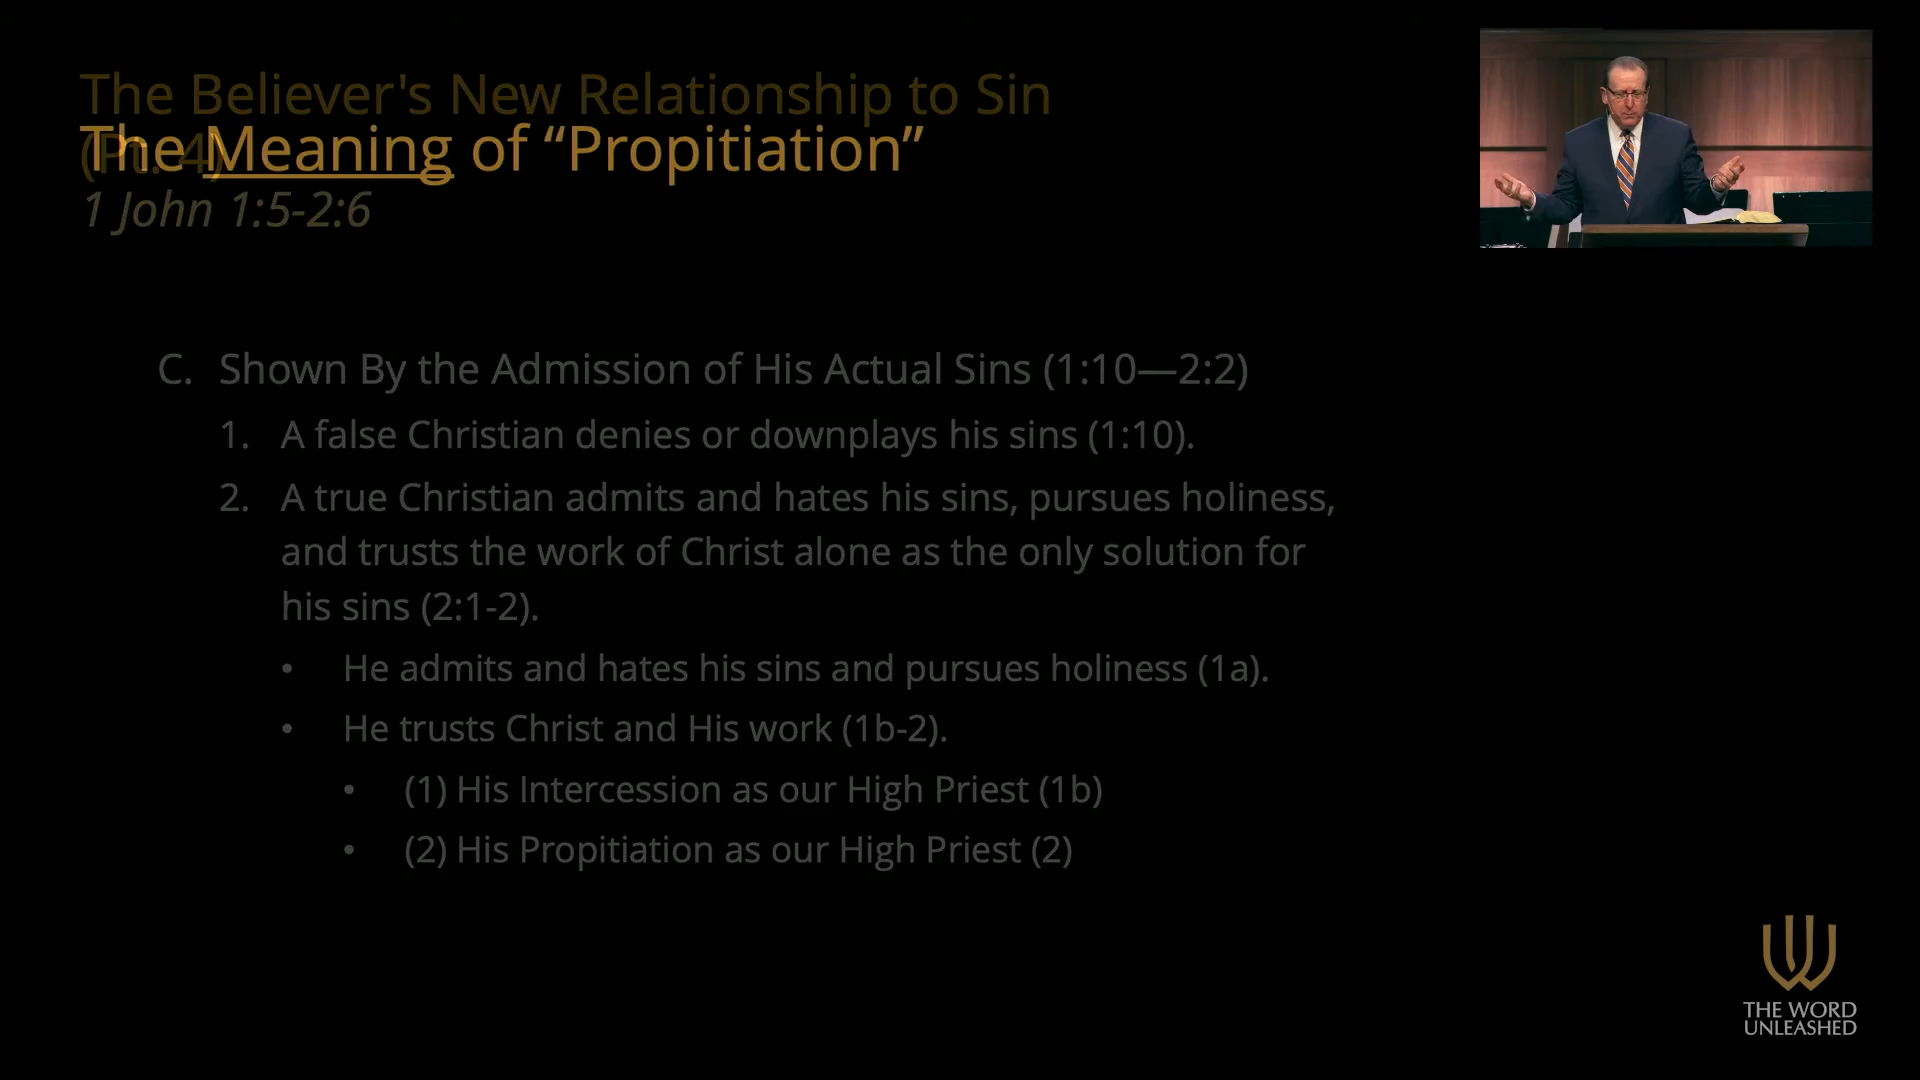 The Believer's New Relationship to Sin
(Pt. 4)
The Meaning of “Propitiation”
1 John 1:5-2:6
C. Shown By the Admission of His Actual Sins (1:10—2:2)
1. A false Christian denies or downplays his sins (1:10).
2. A true Christian admits and hates his sins, pursues holiness,
and trusts the work of Christ alone as the only solution for
his sins (2:1-2).
• He admits and hates his sins and pursues holiness (1a).
• He trusts Christ and His work (1b-2).
• (1) His Intercession as our High Priest (1b)
• (2) His Propitiation as our High Priest (2)
THE WORD
UNLEASHED